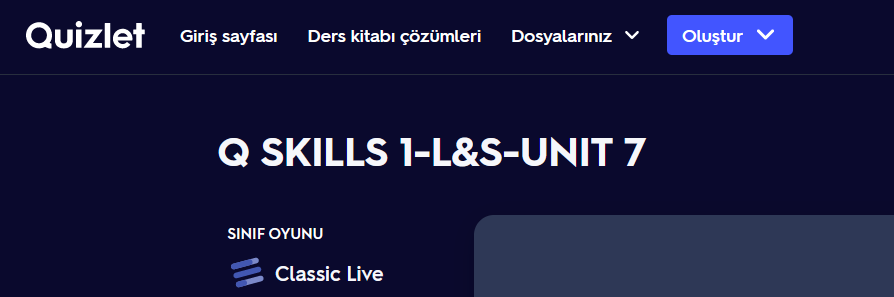 Quizlet Giriş sayfası Ders kitabı çözümleri Dosyalarınız Oluştur
Q SKILLS 1-L&S-UNIT 7
SINIF OYUNU
Classic Live